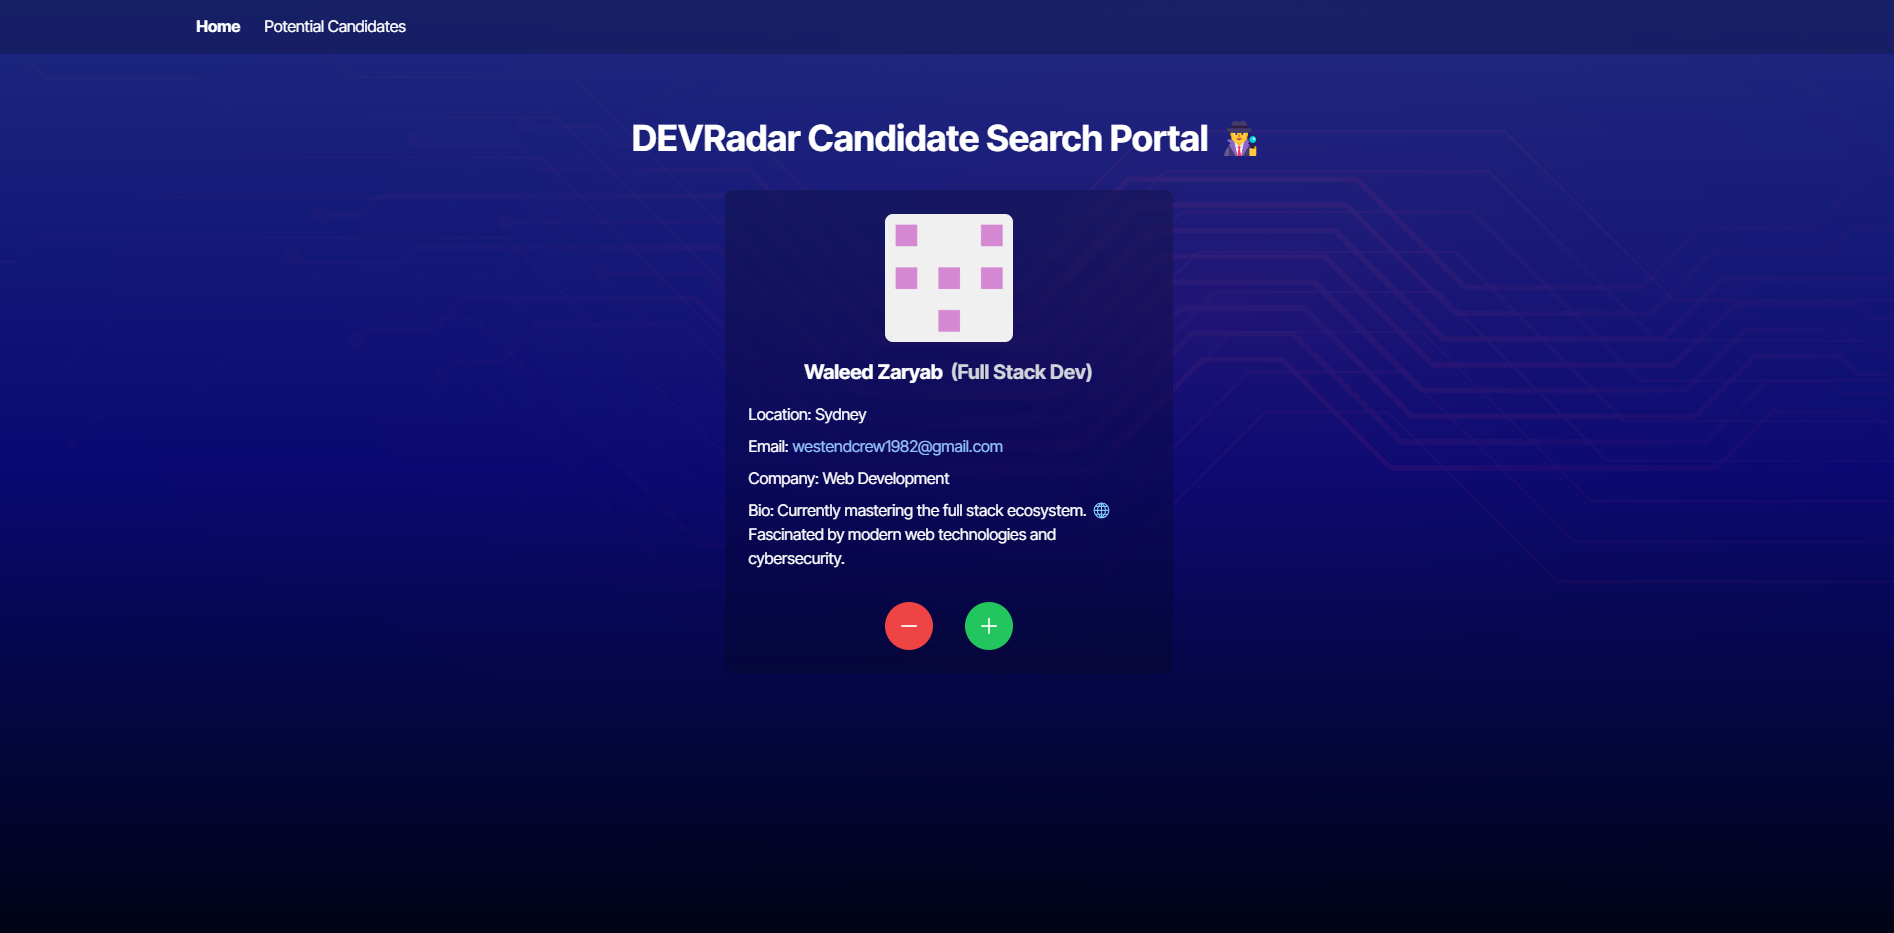 Home Potential Candidates
DEVRadar Candidate Search Portal
Waleed Zaryab (Full Stack Dev)
Location: Sydney
Email: westendcrew1982@gmail.com
Company: Web Development
Bio: Currently mastering the full stack ecosystem. 🌐
Fascinated by modern web technologies and
cybersecurity.